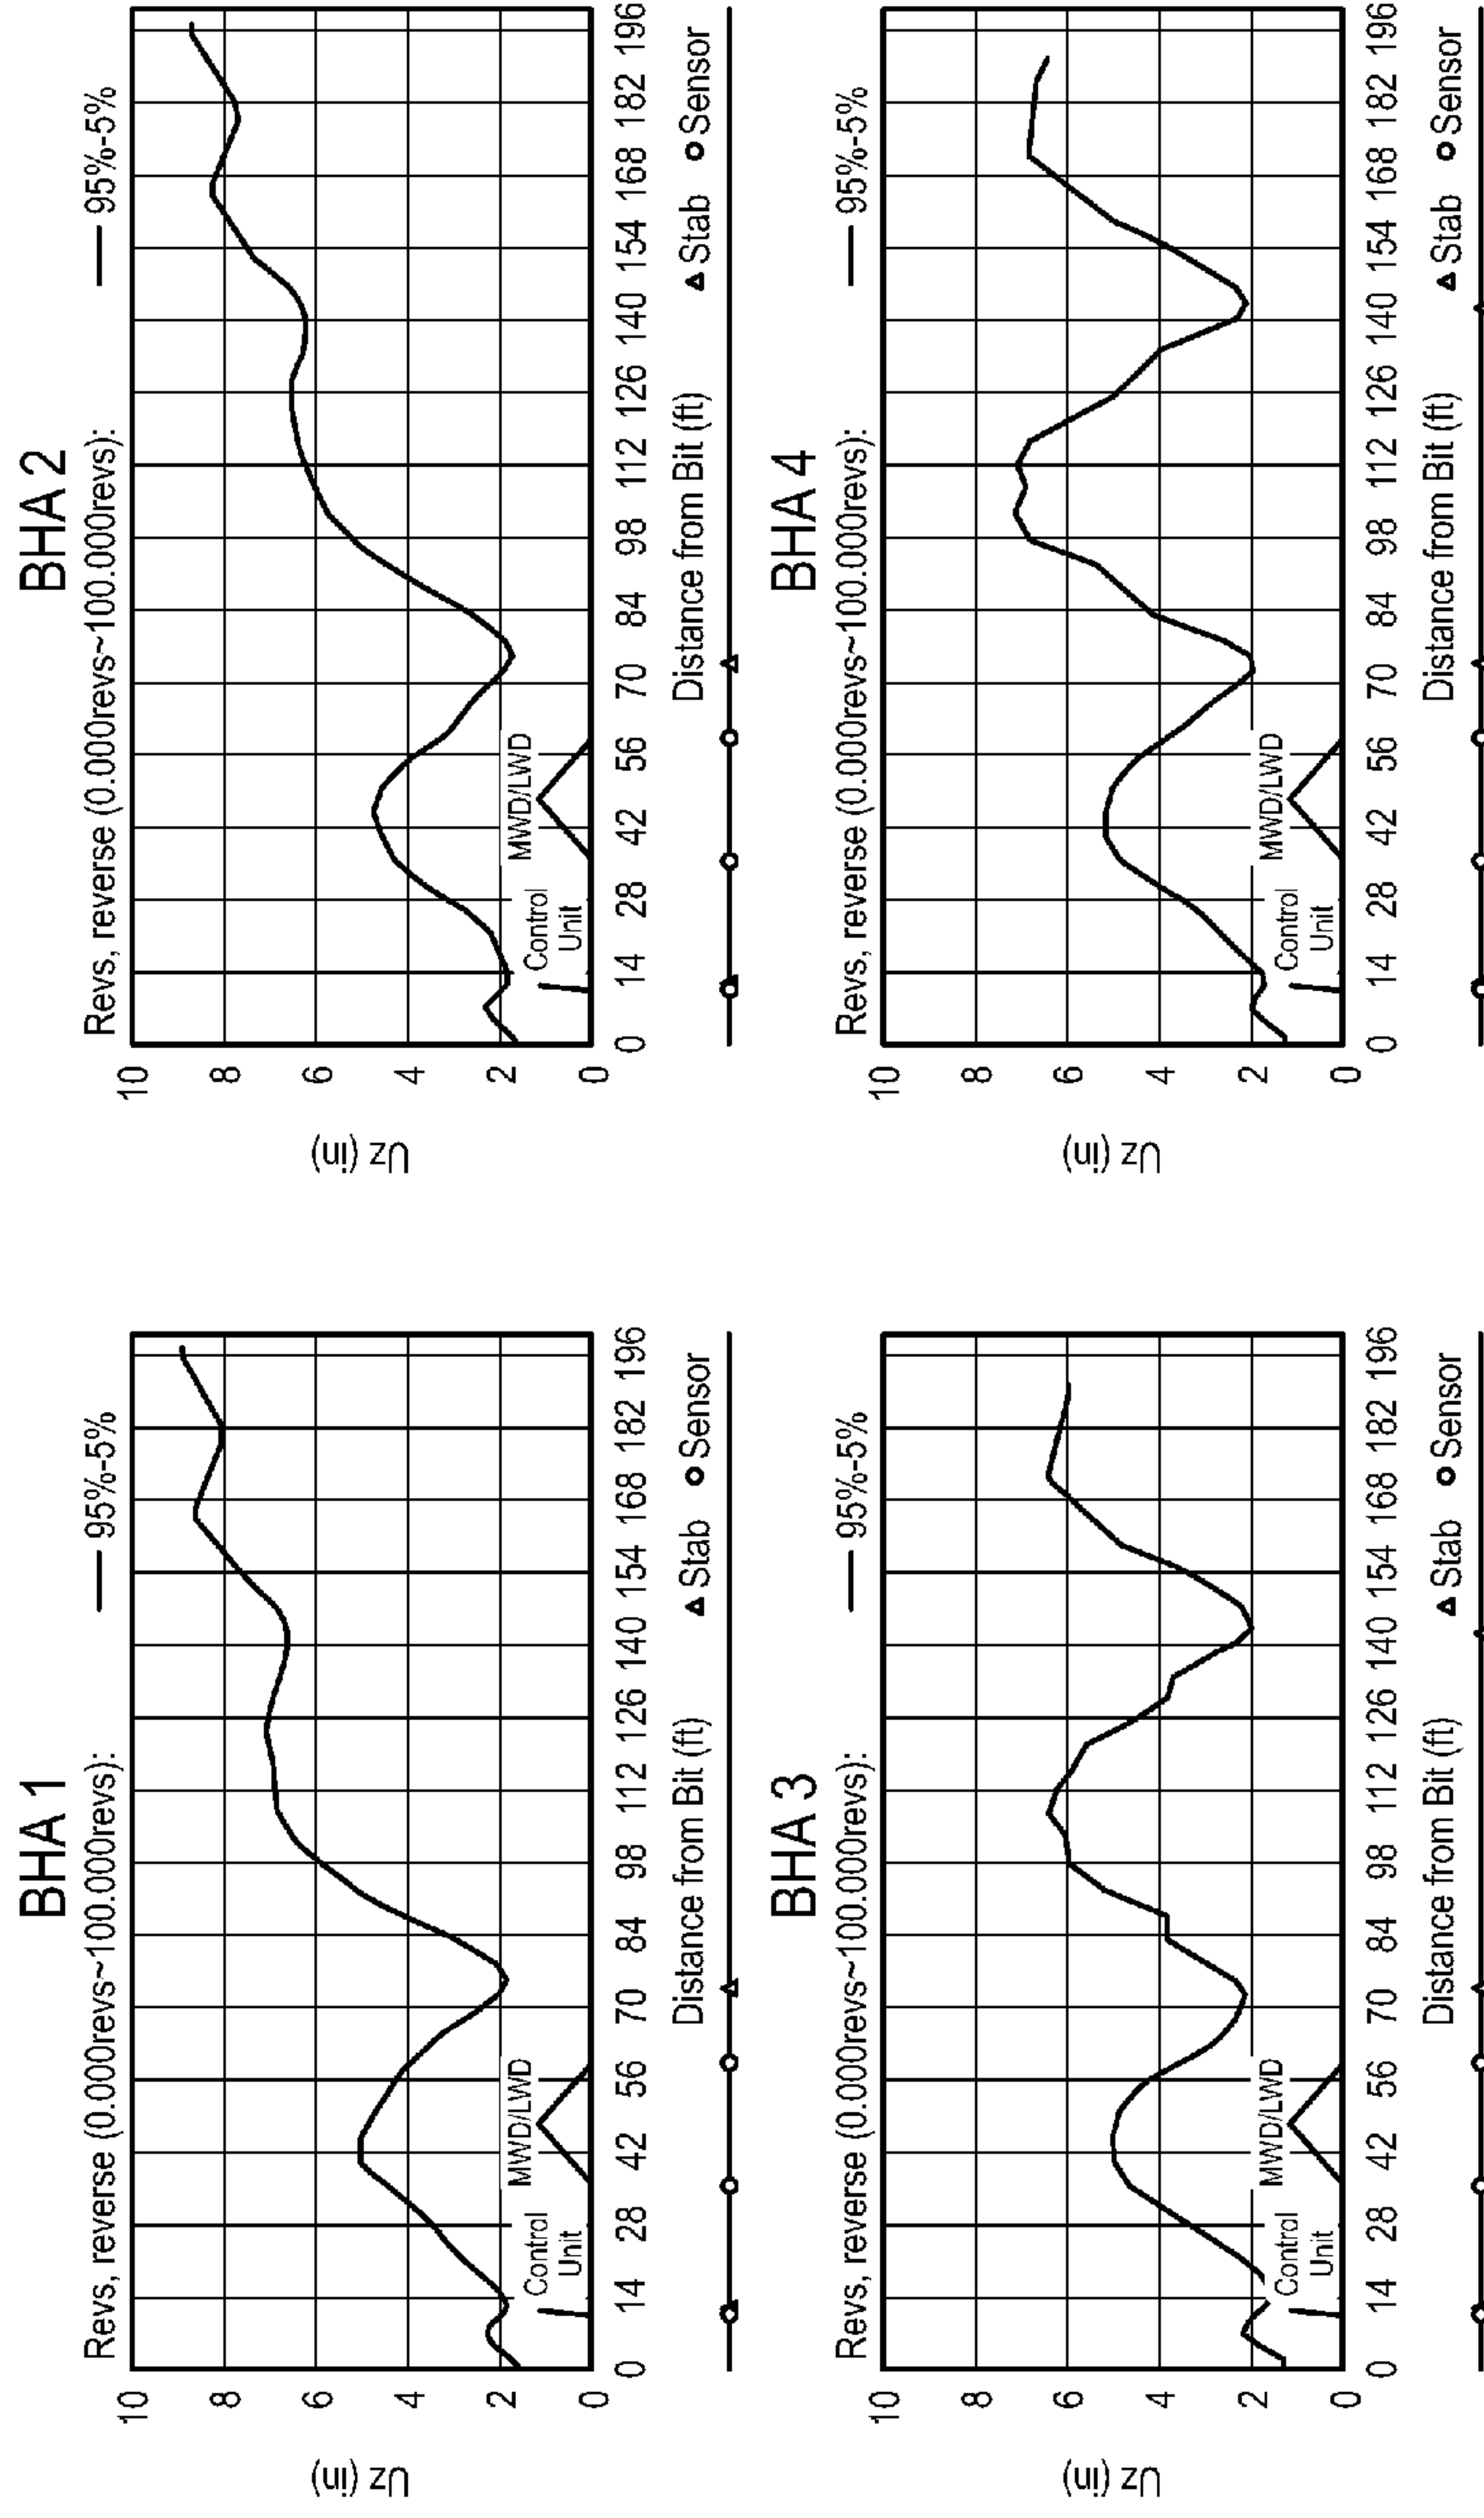 BHA 1
Revs, reverse (0.000revs~100.000revs):
95%-5%
Uz (in)
10
8
6
4
2
0
Control
Unit
MWD/LWD
0 14 28 42 56 70 84 98 112 126 140 154 168 182 196
Distance from Bit (ft)
Stab
Sensor
BHA 2
Revs, reverse (0.000revs~100.000revs):
95%-5%
Uz (in)
10
8
6
4
2
0
Control
Unit
MWD/LWD
0 14 28 42 56 70 84 98 112 126 140 154 168 182 196
Distance from Bit (ft)
Stab
Sensor
BHA 3
Revs, reverse (0.000revs~100.000revs):
95%-5%
Uz (in)
10
8
6
4
2
0
Control
Unit
MWD/LWD
0 14 28 42 56 70 84 98 112 126 140 154 168 182 196
Distance from Bit (ft)
Stab
Sensor
BHA 4
Revs, reverse (0.000revs~100.000revs):
95%-5%
Uz (in)
10
8
6
4
2
0
Control
Unit
MWD/LWD
0 14 28 42 56 70 84 98 112 126 140 154 168 182 196
Distance from Bit (ft)
Stab
Sensor